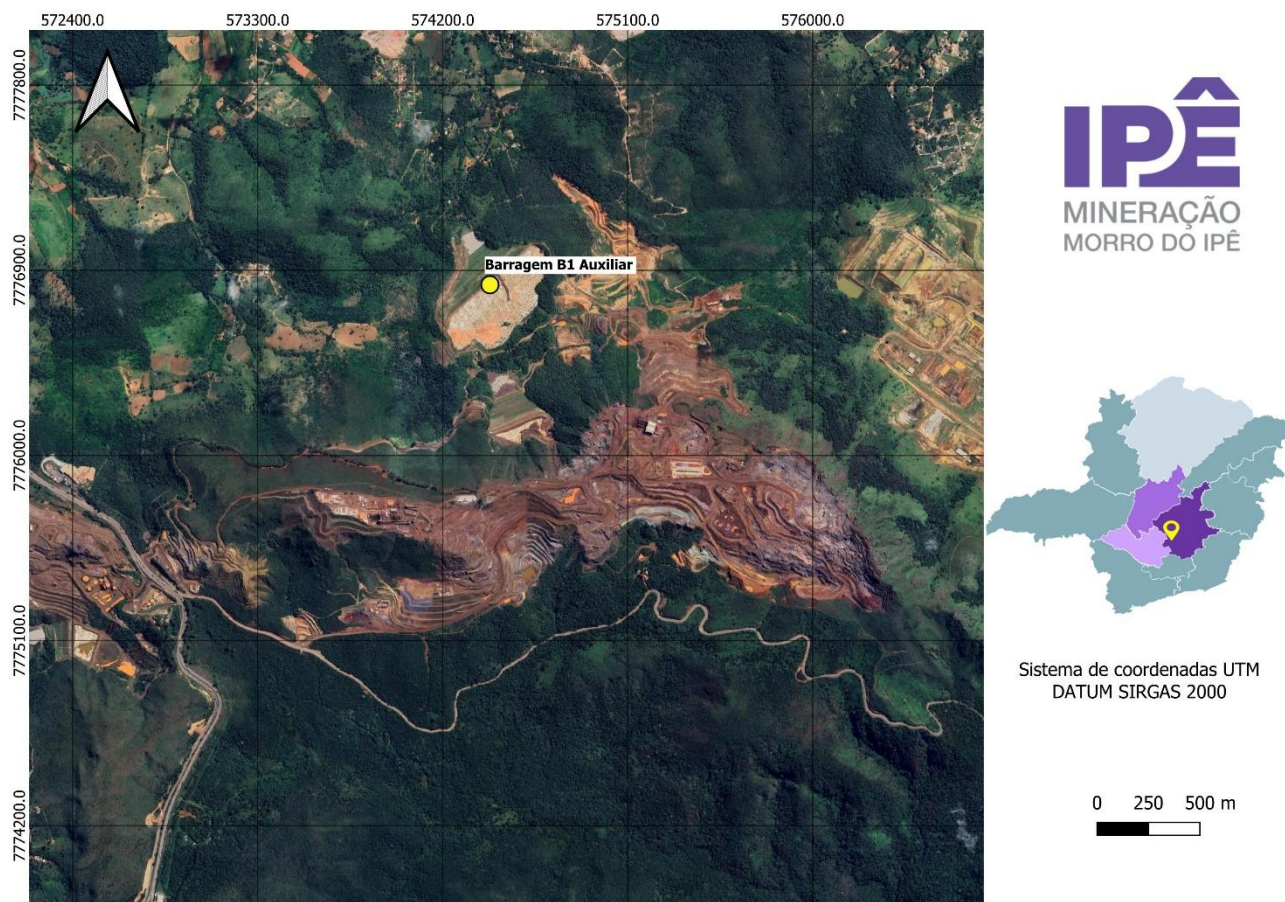 572400.0
573300.0
574200.0
575100.0
576000.0
7777800.0
7776900.0
7776000.0
7775100.0
7774200.0
Barragem B1 Auxiliar
IPÊ
MINERAÇÃO
MORRO DO IPÊ
Sistema de coordenadas UTM
DATUM SIRGAS 2000
0 250 500 m